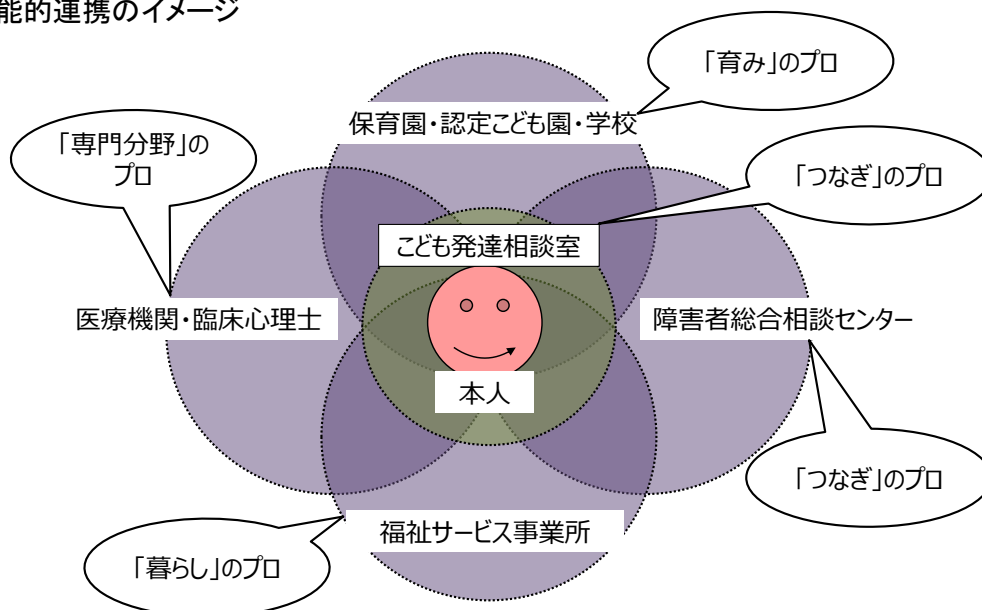 能的連携のイメージ
「育み」のプロ
保育園・認定こども園・学校
「専門分野」の
プロ
「つなぎ」のプロ
こども発達相談室
医療機関・臨床心理士
障害者総合相談センター
本人
「つなぎ」のプロ
福祉サービス事業所
「暮らし」のプロ